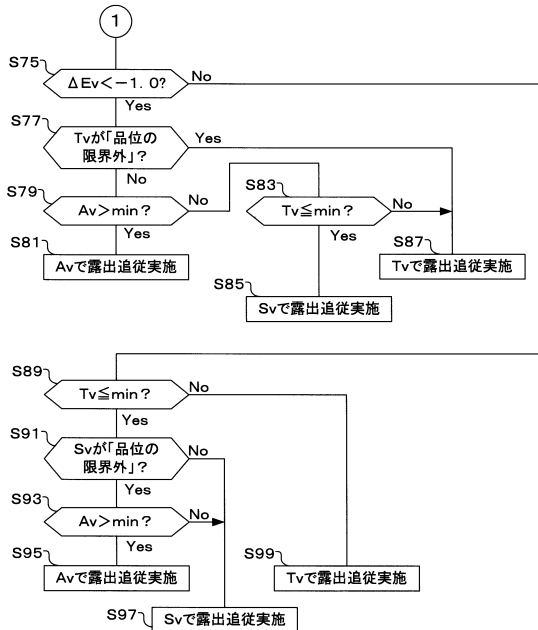 1
S75
ΔEv<−1.0?
No
Yes
S77
Tvが「品位の
限界外」?
Yes
No
S79
Av>min?
No
S83
Tv≦min?
No
Yes
Yes
S81
Avで露出追従実施
S87
Tvで露出追従実施
S85
Svで露出追従実施
S89
Tv≦min?
No
Yes
S91
Svが「品位の
限界外」?
No
Yes
S93
Av>min?
No
Yes
S95
Avで露出追従実施
S99
Tvで露出追従実施
S97
Svで露出追従実施